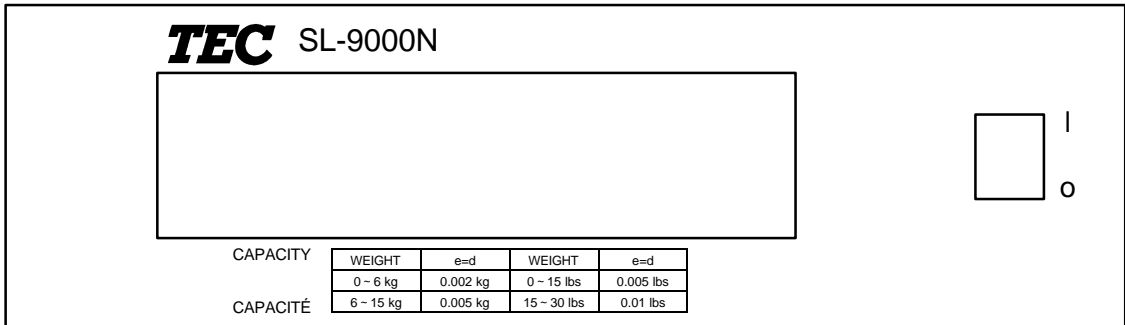 TEC SL-9000N
I
O
CAPACITY
CAPACITÉ
WEIGHT e=d WEIGHT e=d
0 ~ 6 kg 0.002 kg 0 ~ 15 lbs 0.005 lbs
6 ~ 15 kg 0.005 kg 15 ~ 30 lbs 0.01 lbs